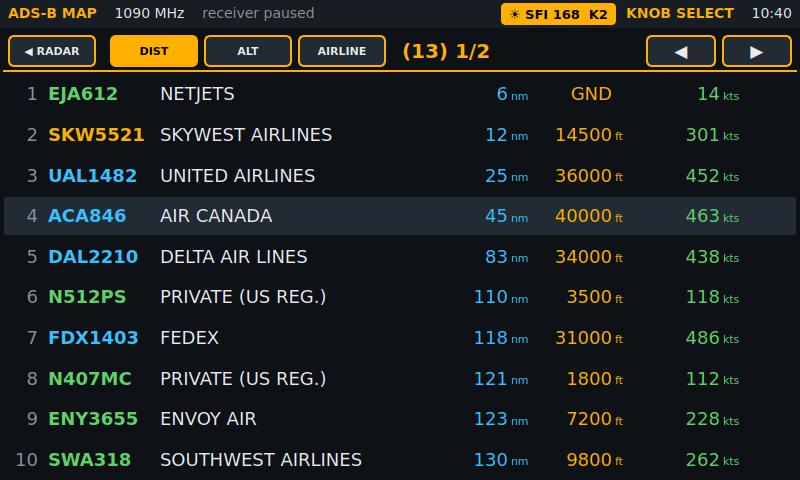 ADS-B MAP 1090 MHz receiver paused ☀ SFI 168 K2 KNOB SELECT 10:40
◀ RADAR DIST ALT AIRLINE (13) 1/2 ◀ ▶
1 EJA612 NETJETS 6 nm GND 14 kts
2 SKW5521 SKYWEST AIRLINES 12 nm 14500 ft 301 kts
3 UAL1482 UNITED AIRLINES 25 nm 36000 ft 452 kts
4 ACA846 AIR CANADA 45 nm 40000 ft 463 kts
5 DAL2210 DELTA AIR LINES 83 nm 34000 ft 438 kts
6 N512PS PRIVATE (US REG.) 110 nm 3500 ft 118 kts
7 FDX1403 FEDEX 118 nm 31000 ft 486 kts
8 N407MC PRIVATE (US REG.) 121 nm 1800 ft 112 kts
9 ENY3655 ENVOY AIR 123 nm 7200 ft 228 kts
10 SWA318 SOUTHWEST AIRLINES 130 nm 9800 ft 262 kts